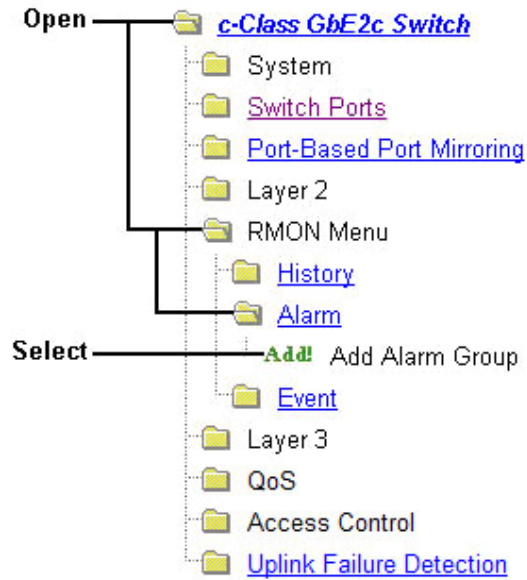 Open c-Class GbE2c Switch
System
Switch Ports
Port-Based Port Mirroring
Layer 2
RMON Menu
History
Alarm
Select Add! Add Alarm Group
Event
Layer 3
QoS
Access Control
Uplink Failure Detection